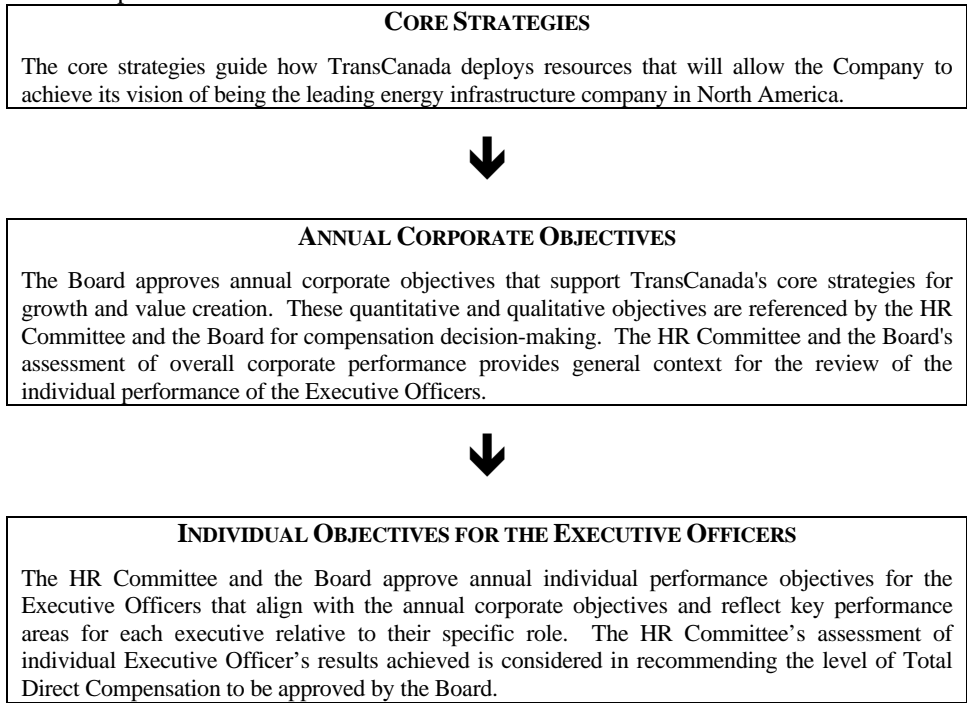 CORE STRATEGIES
The core strategies guide how TransCanada deploys resources that will allow the Company to
achieve its vision of being the leading energy infrastructure company in North America.
ANNUAL CORPORATE OBJECTIVES
The Board approves annual corporate objectives that support TransCanada's core strategies for
growth and value creation. These quantitative and qualitative objectives are referenced by the HR
Committee and the Board for compensation decision-making. The HR Committee and the Board's
assessment of overall corporate performance provides general context for the review of the
individual performance of the Executive Officers.
INDIVIDUAL OBJECTIVES FOR THE EXECUTIVE OFFICERS
The HR Committee and the Board approve annual individual performance objectives for the
Executive Officers that align with the annual corporate objectives and reflect key performance
areas for each executive relative to their specific role. The HR Committee’s assessment of
individual Executive Officer’s results achieved is considered in recommending the level of Total
Direct Compensation to be approved by the Board.